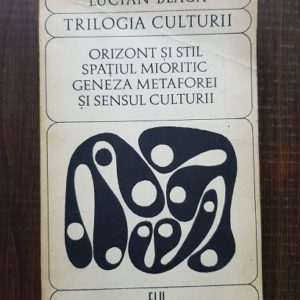 LUCIAN BLAGA
TRILOGIA CULTURII
ORIZONT ȘI STIL
SPAȚIUL MIORITIC
GENEZA METAFOREI
ȘI SENSUL CULTURII